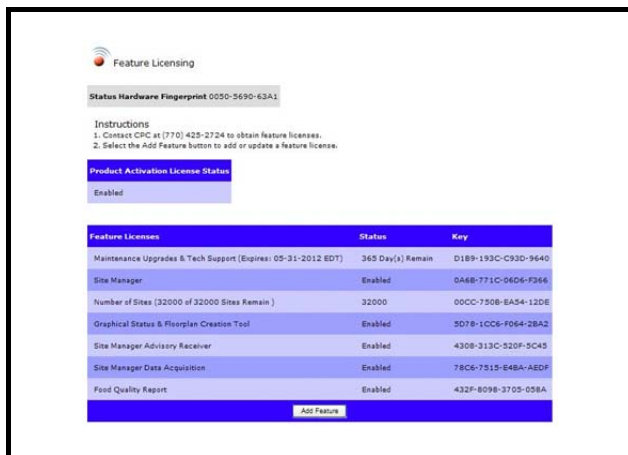 Feature Licensing
Status Hardware Fingerprint 0050-5690-63A1
Instructions
1. Contact CPC at (770) 425-2724 to obtain feature licenses.
2. Select the Add Feature button to add or update a feature license.
Product Activation License Status
Enabled
Feature Licenses Status Key
Maintenance Upgrades & Tech Support (Expires: 05-31-2012 EDT) 365 Day(s) Remain D1B9-193C-C93D-9640
Site Manager Enabled 0A6B-771C-06D6-F366
Number of Sites (32000 of 32000 Sites Remain ) 32000 00CC-750B-EA54-12DE
Graphical Status & Floorplan Creation Tool Enabled 5D78-1CC6-F064-2BA2
Site Manager Advisory Receiver Enabled 4308-313C-520F-5C45
Site Manager Data Acquisition Enabled 78C6-7515-E4BA-AEDF
Food Quality Report Enabled 432F-8098-3705-05BA
Add Feature